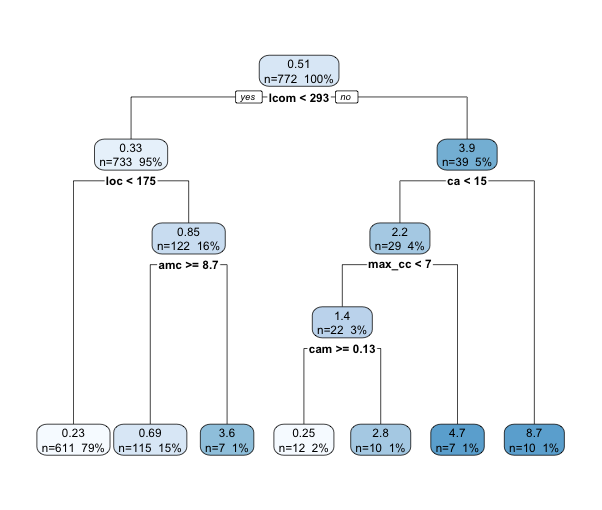 0.51
n=772 100%
yes lcom < 293 no
0.33
n=733 95%
3.9
n=39 5%
loc < 175
ca < 15
0.85
n=122 16%
2.2
n=29 4%
amc >= 8.7
max_cc < 7
1.4
n=22 3%
cam >= 0.13
0.23
n=611 79%
0.69
n=115 15%
3.6
n=7 1%
0.25
n=12 2%
2.8
n=10 1%
4.7
n=7 1%
8.7
n=10 1%